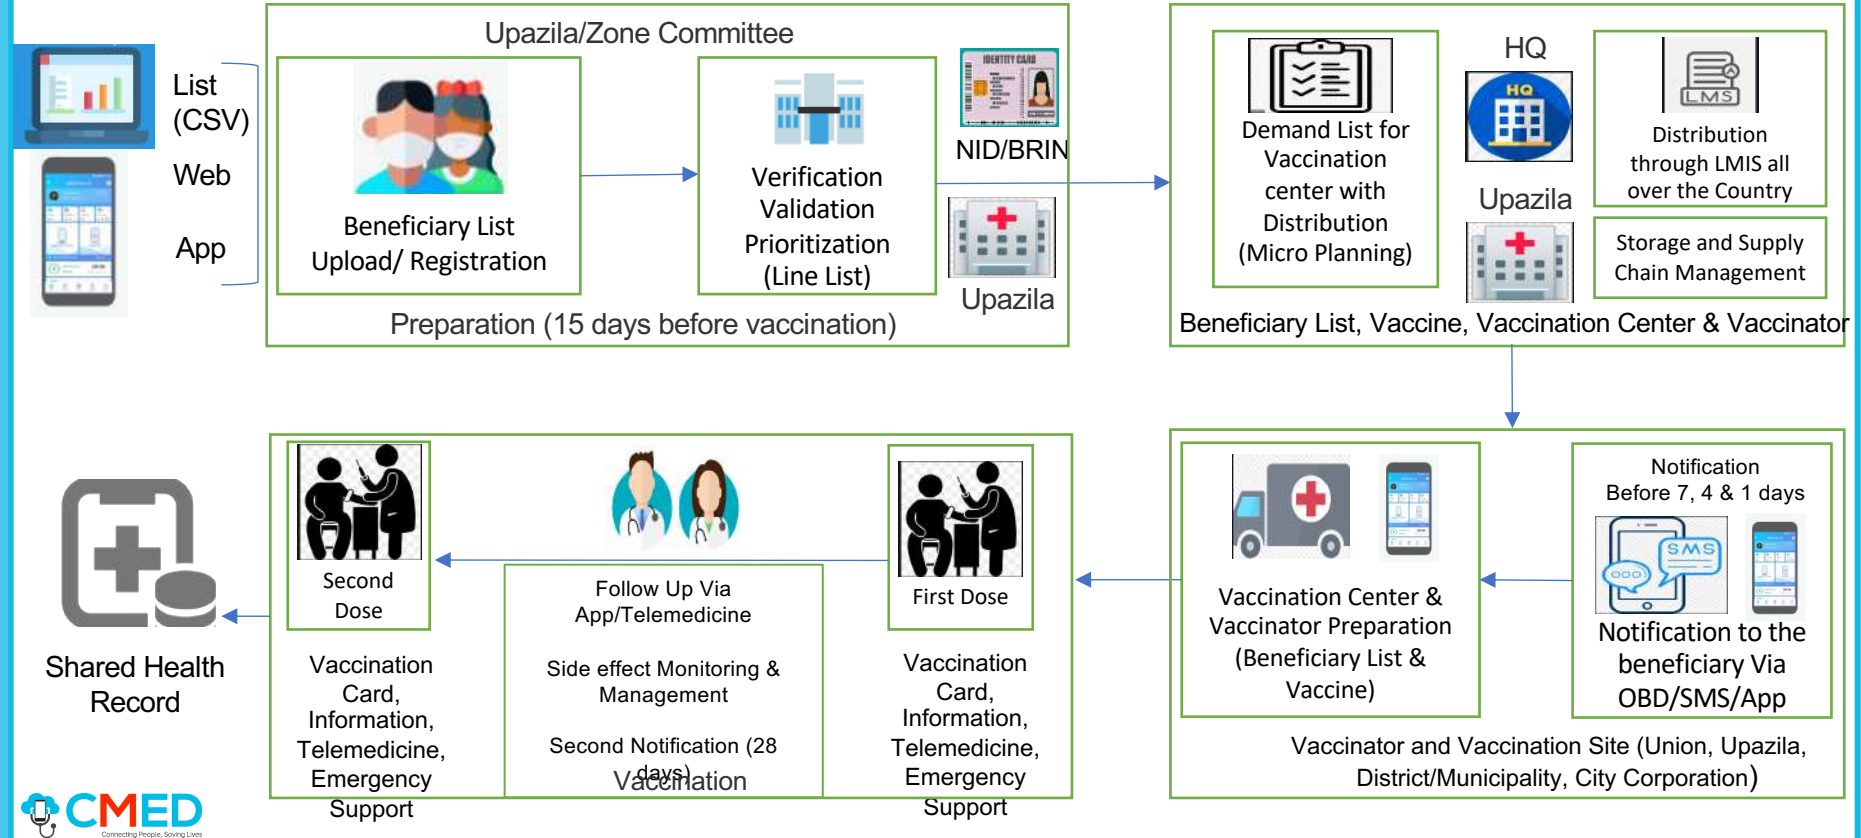 List
(CSV)
Web
App
Upazila/Zone Committee
Beneficiary List
Upload/ Registration
Verification
Validation
Prioritization
(Line List)
IDENTITY CARD
NID/BRIN
Upazila
Preparation (15 days before vaccination)
Demand List for
Vaccination
center with
Distribution
(Micro Planning)
HQ
HQ
Upazila
LMS
Distribution
through LMIS all
over the Country
Storage and Supply
Chain Management
Beneficiary List, Vaccine, Vaccination Center & Vaccinator
Notification
Before 7, 4 & 1 days
SMS
Notification to the
beneficiary Via
OBD/SMS/App
Vaccination Center &
Vaccinator Preparation
(Beneficiary List &
Vaccine)
Vaccinator and Vaccination Site (Union, Upazila,
District/Municipality, City Corporation)
First Dose
Vaccination
Card,
Information,
Telemedicine,
Emergency
Support
Follow Up Via
App/Telemedicine
Side effect Monitoring &
Management
Second Notification (28
days)
Vaccination
Second
Dose
Vaccination
Card,
Information,
Telemedicine,
Emergency
Support
Shared Health
Record
CMED
Connecting People, Saving Lives